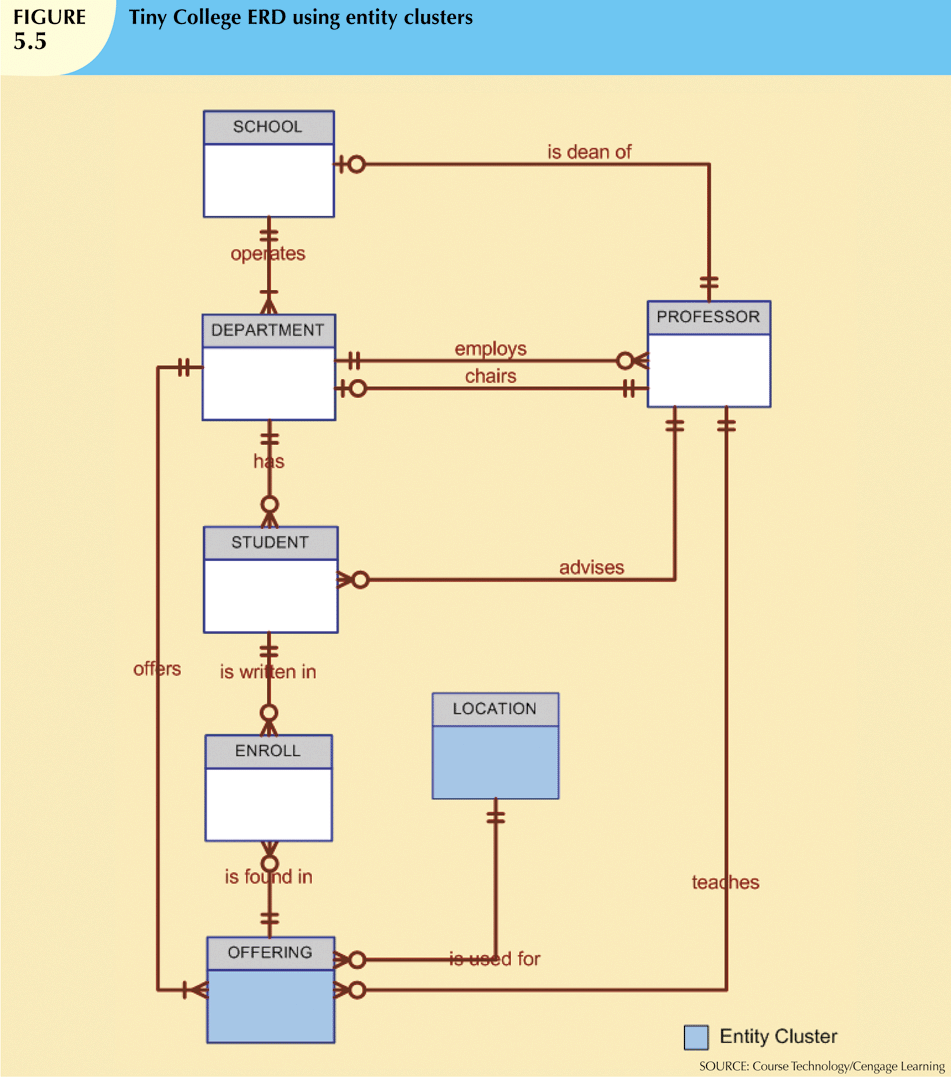 FIGURE
5.5
Tiny College ERD using entity clusters
SCHOOL
is dean of
operates
PROFESSOR
DEPARTMENT
employs
chairs
has
STUDENT
advises
offers
is written in
LOCATION
ENROLL
is found in
teaches
OFFERING
is used for
Entity Cluster
SOURCE: Course Technology/Cengage Learning